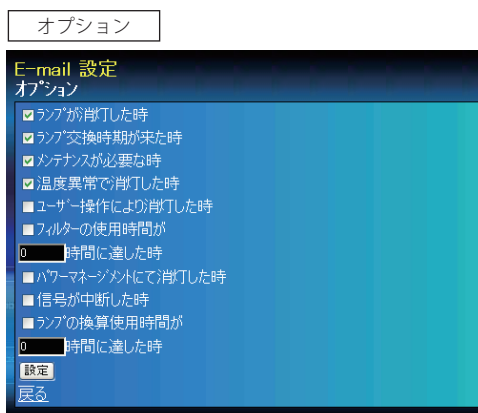 オプション
E-mail 設定
オプション
ランプが消灯した時
ランプ交換時期が来た時
メンテナンスが必要な時
温度異常で消灯した時
ユーザー操作により消灯した時
フィルターの使用時間が
0 時間に達した時
パワーマネージメントにて消灯した時
信号が中断した時
ランプの換算使用時間が
0 時間に達した時
設定
戻る